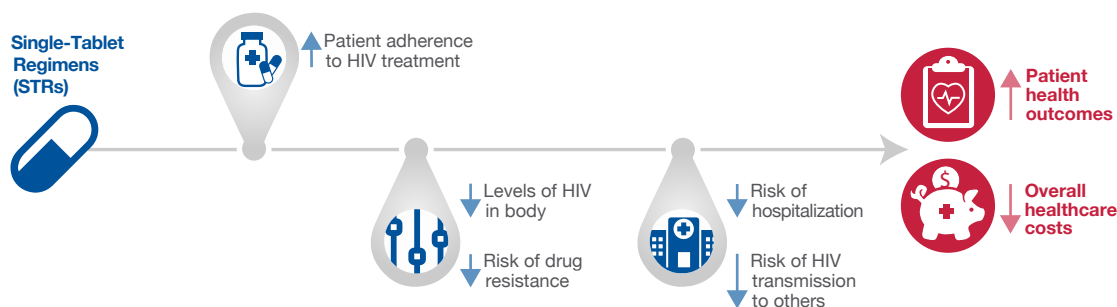 Single-Tablet
Regimens
(STRs)
Patient adherence
to HIV treatment
Levels of HIV
in body
Risk of drug
resistance
Risk of
hospitalization
Risk of HIV
transmission
to others
Patient
health
outcomes
$
Overall
healthcare
costs